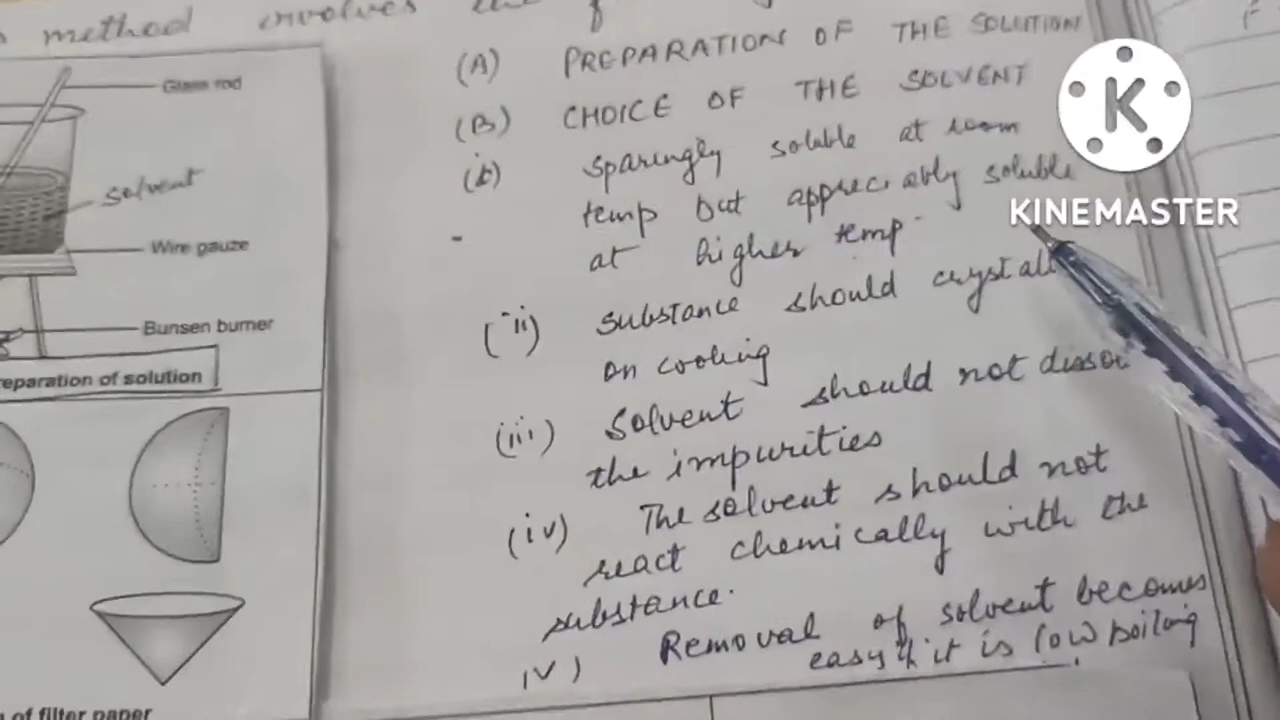 method involves the
(A) PREPARATION OF THE SOLUTION
(B) CHOICE OF THE SOLVENT
(i) sparingly soluble at room
temp but appreciably soluble
at higher temp
(ii) substance should crystall
on cooling
(iii) Solvent should not dissol
the impurities
(iv) The solvent should not
react chemically with the
substance.
(v) Removal of solvent becomes
easy if it is low boiling
Glass rod
solvent
Wire gauze
Bunsen burner
reparation of solution
of filter paper
K
KINEMASTER